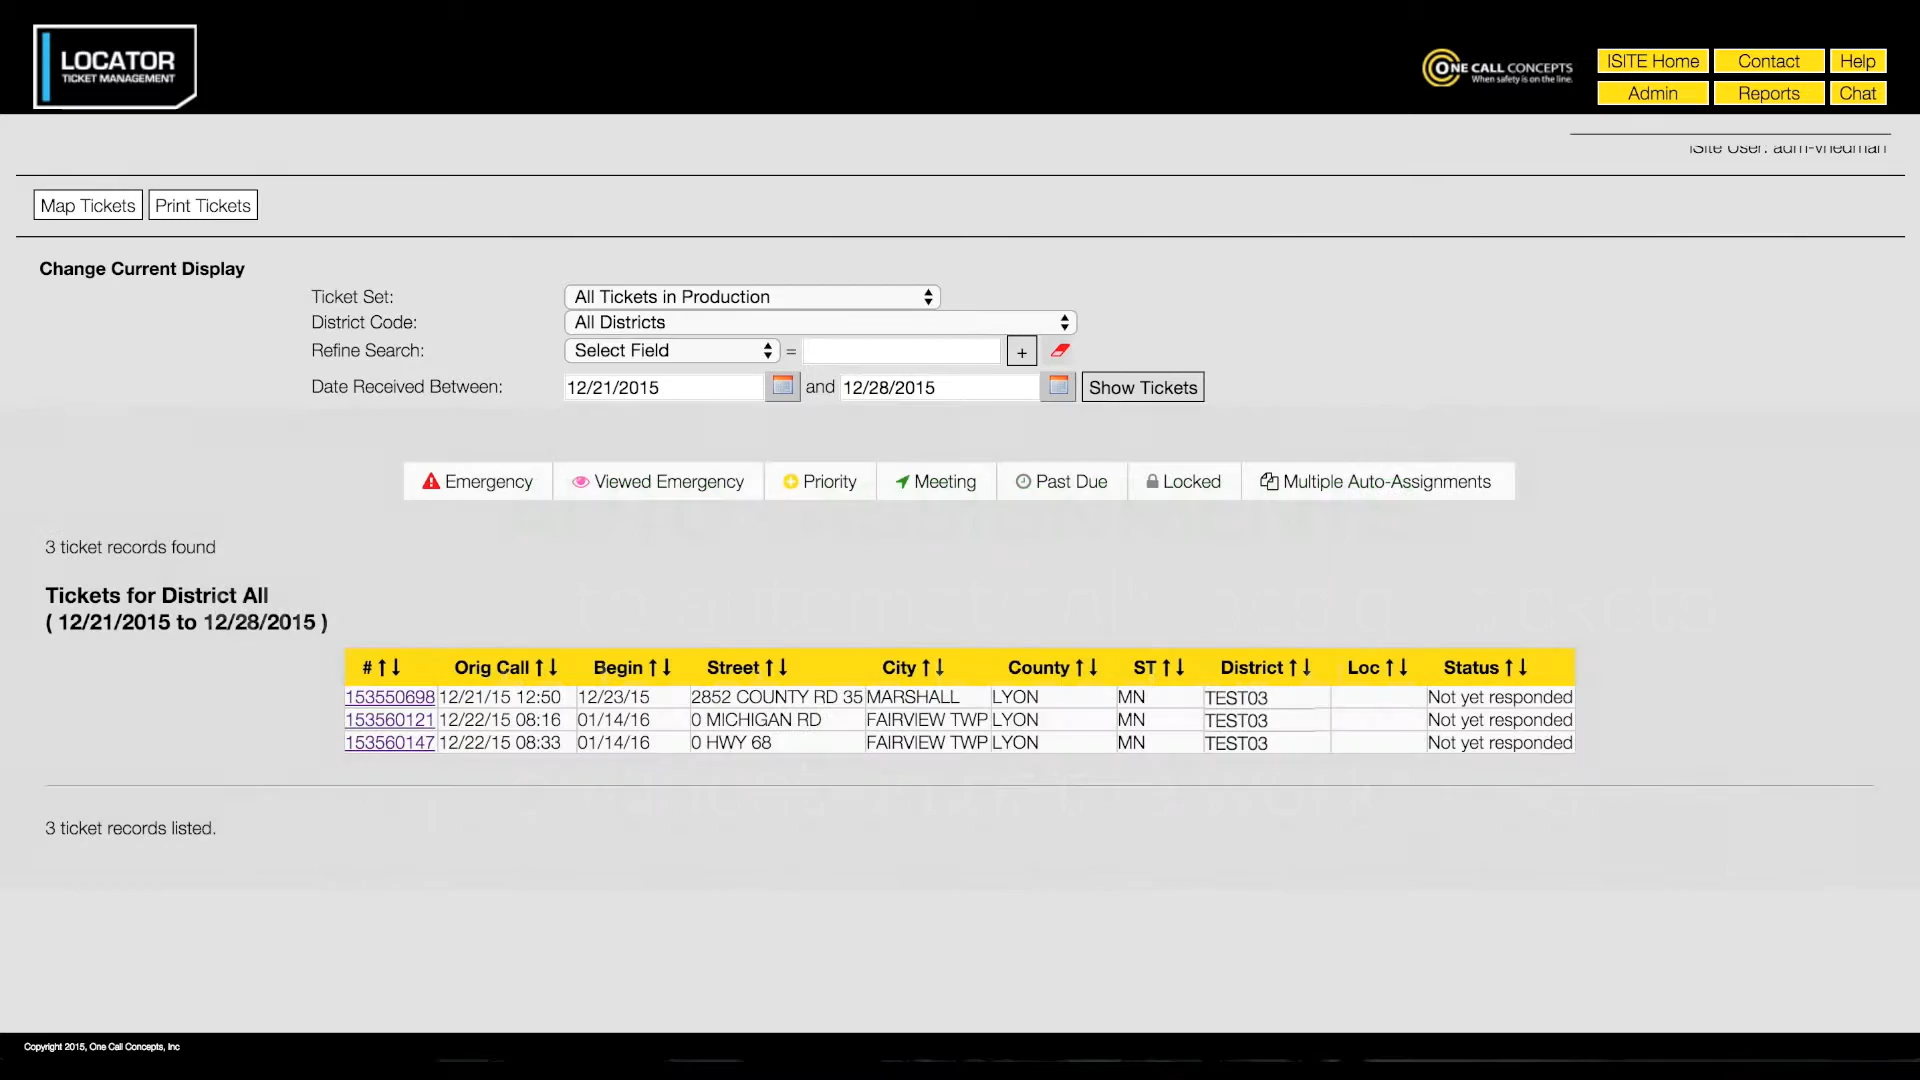 LOCATOR
TICKET MANAGEMENT
ONE CALL CONCEPTS
When safety is on the line.
ISITE Home Contact Help
Admin Reports Chat
iSite User:
Map Tickets Print Tickets
Change Current Display
Ticket Set: All Tickets in Production
District Code: All Districts
Refine Search: Select Field = +
Date Received Between: 12/21/2015 and 12/28/2015 Show Tickets
Emergency Viewed Emergency Priority Meeting Past Due Locked Multiple Auto-Assignments
3 ticket records found
Tickets for District All
( 12/21/2015 to 12/28/2015 )
# ↑↓ Orig Call ↑↓ Begin ↑↓ Street ↑↓ City ↑↓ County ↑↓ ST ↑↓ District ↑↓ Loc ↑↓ Status ↑↓
153550698 12/21/15 12:50 12/23/15 2852 COUNTY RD 35 MARSHALL LYON MN TEST03 Not yet responded
153560121 12/22/15 08:16 01/14/16 0 MICHIGAN RD FAIRVIEW TWP LYON MN TEST03 Not yet responded
153560147 12/22/15 08:33 01/14/16 0 HWY 68 FAIRVIEW TWP LYON MN TEST03 Not yet responded
3 ticket records listed.
Copyright 2015, One Call Concepts, Inc